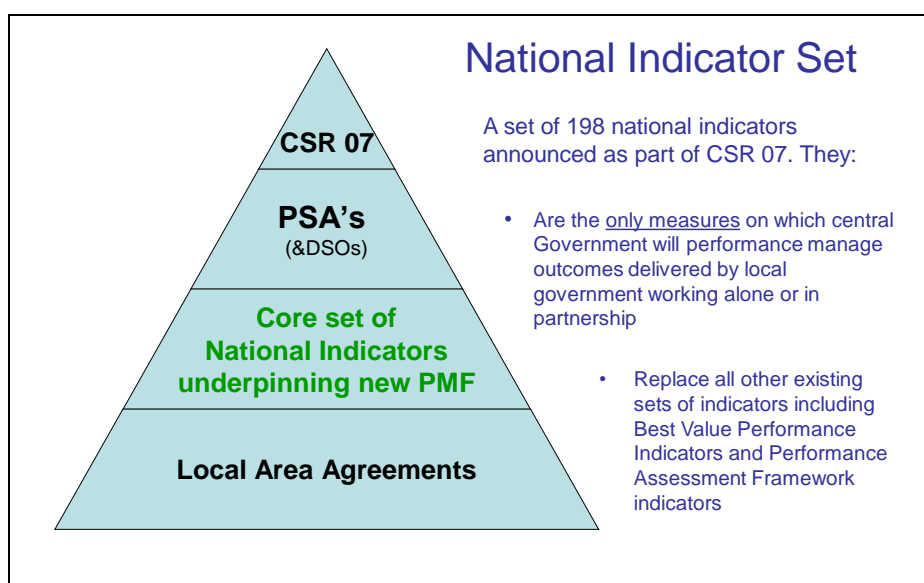 National Indicator Set
CSR 07
PSA's
(&DSOs)
Core set of
National Indicators
underpinning new PMF
Local Area Agreements
A set of 198 national indicators
announced as part of CSR 07. They:
• Are the only measures on which central
Government will performance manage
outcomes delivered by local
government working alone or in
partnership
• Replace all other existing
sets of indicators including
Best Value Performance
Indicators and Performance
Assessment Framework
indicators